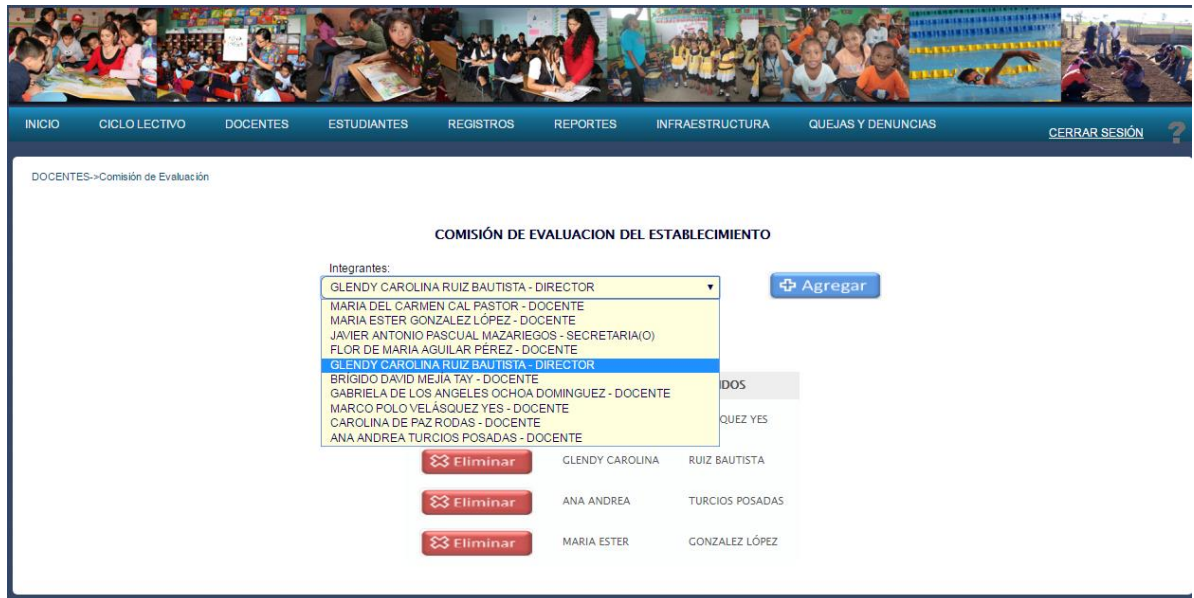 INICIO CICLO LECTIVO DOCENTES ESTUDIANTES REGISTROS REPORTES INFRAESTRUCTURA QUEJAS Y DENUNCIAS CERRAR SESIÓN ?
DOCENTES->Comisión de Evaluación
COMISIÓN DE EVALUACION DEL ESTABLECIMIENTO
Integrantes:
GLENDY CAROLINA RUIZ BAUTISTA - DIRECTOR Agregar
MARIA DEL CARMEN CAL PASTOR - DOCENTE
MARIA ESTER GONZALEZ LÓPEZ - DOCENTE
JAVIER ANTONIO PASCUAL MAZARIEGOS - SECRETARIA(O)
FLOR DE MARIA AGUILAR PÉREZ - DOCENTE
GLENDY CAROLINA RUIZ BAUTISTA - DIRECTOR
BRÍGIDO DAVID MEJIA TAY - DOCENTE
GABRIELA DE LOS ANGELES OCHOA DOMINGUEZ - DOCENTE
MARCO POLO VELÁSQUEZ YES - DOCENTE
CAROLINA DE PAZ RODAS - DOCENTE
ANA ANDREA TURCIOS POSADAS - DOCENTE
IDOS
QUEZ YES
Eliminar GLENDY CAROLINA RUIZ BAUTISTA
Eliminar ANA ANDREA TURCIOS POSADAS
Eliminar MARIA ESTER GONZALEZ LÓPEZ